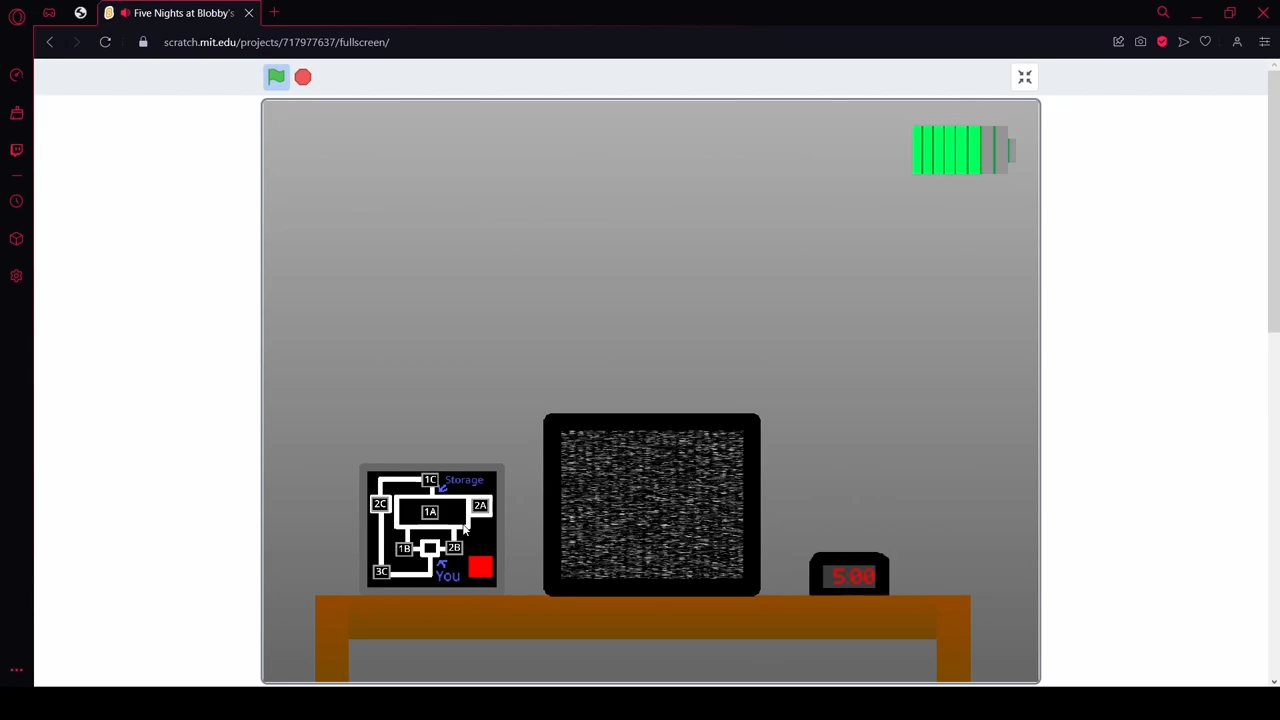 Five Nights at Blobby's
scratch.mit.edu/projects/717977637/fullscreen/
1C
Storage
2C
1A
2A
1B
2B
3C
You
5:00